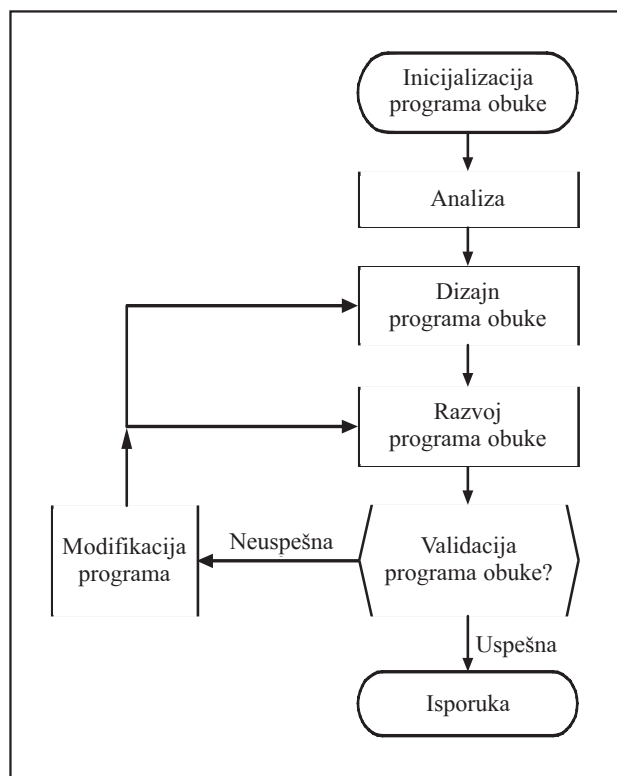 Inicijalizacija
programa obuke
Analiza
Dizajn
programa obuke
Razvoj
programa obuke
Modifikacija
programa
Neuspešna
Validacija
programa obuke?
Uspešna
Isporuka